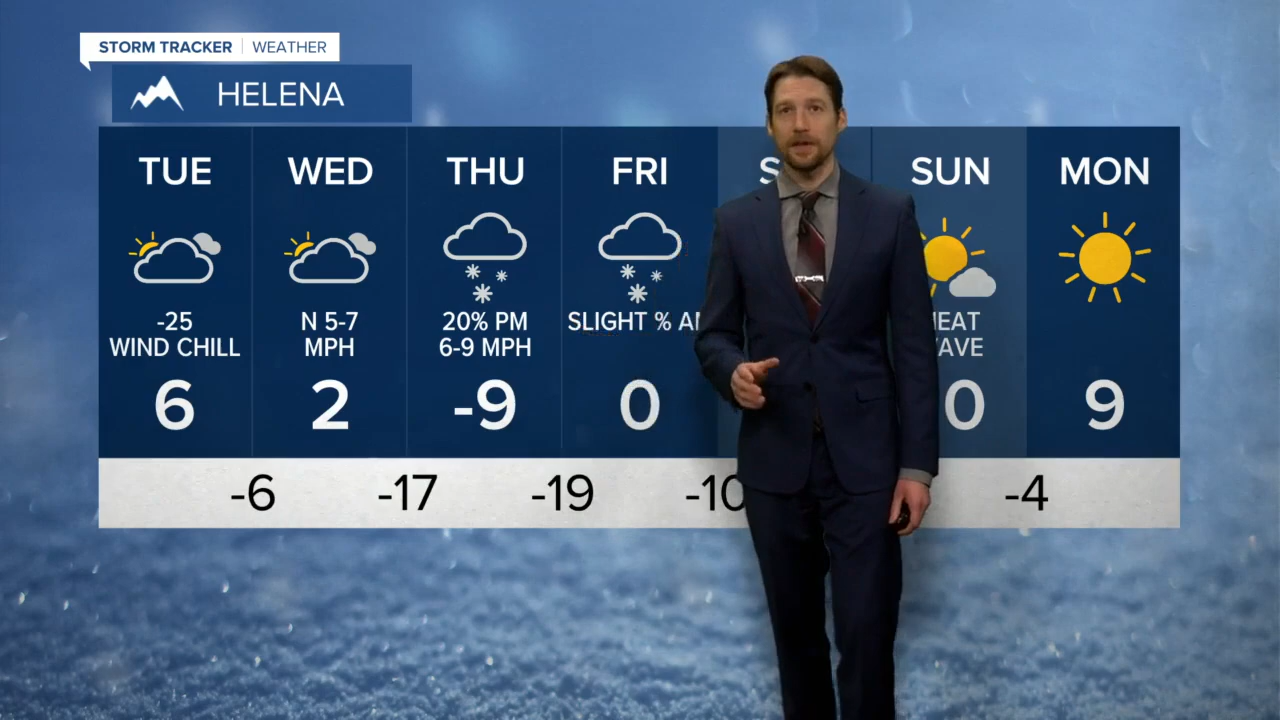 STORM TRACKER | WEATHER
HELENA
TUE WED THU FRI SUN MON
-25
WIND CHILL
N 5-7
MPH
20% PM
6-9 MPH
SLIGHT %
6 2 -9 0 0 9
-6 -17 -19 -10 -4